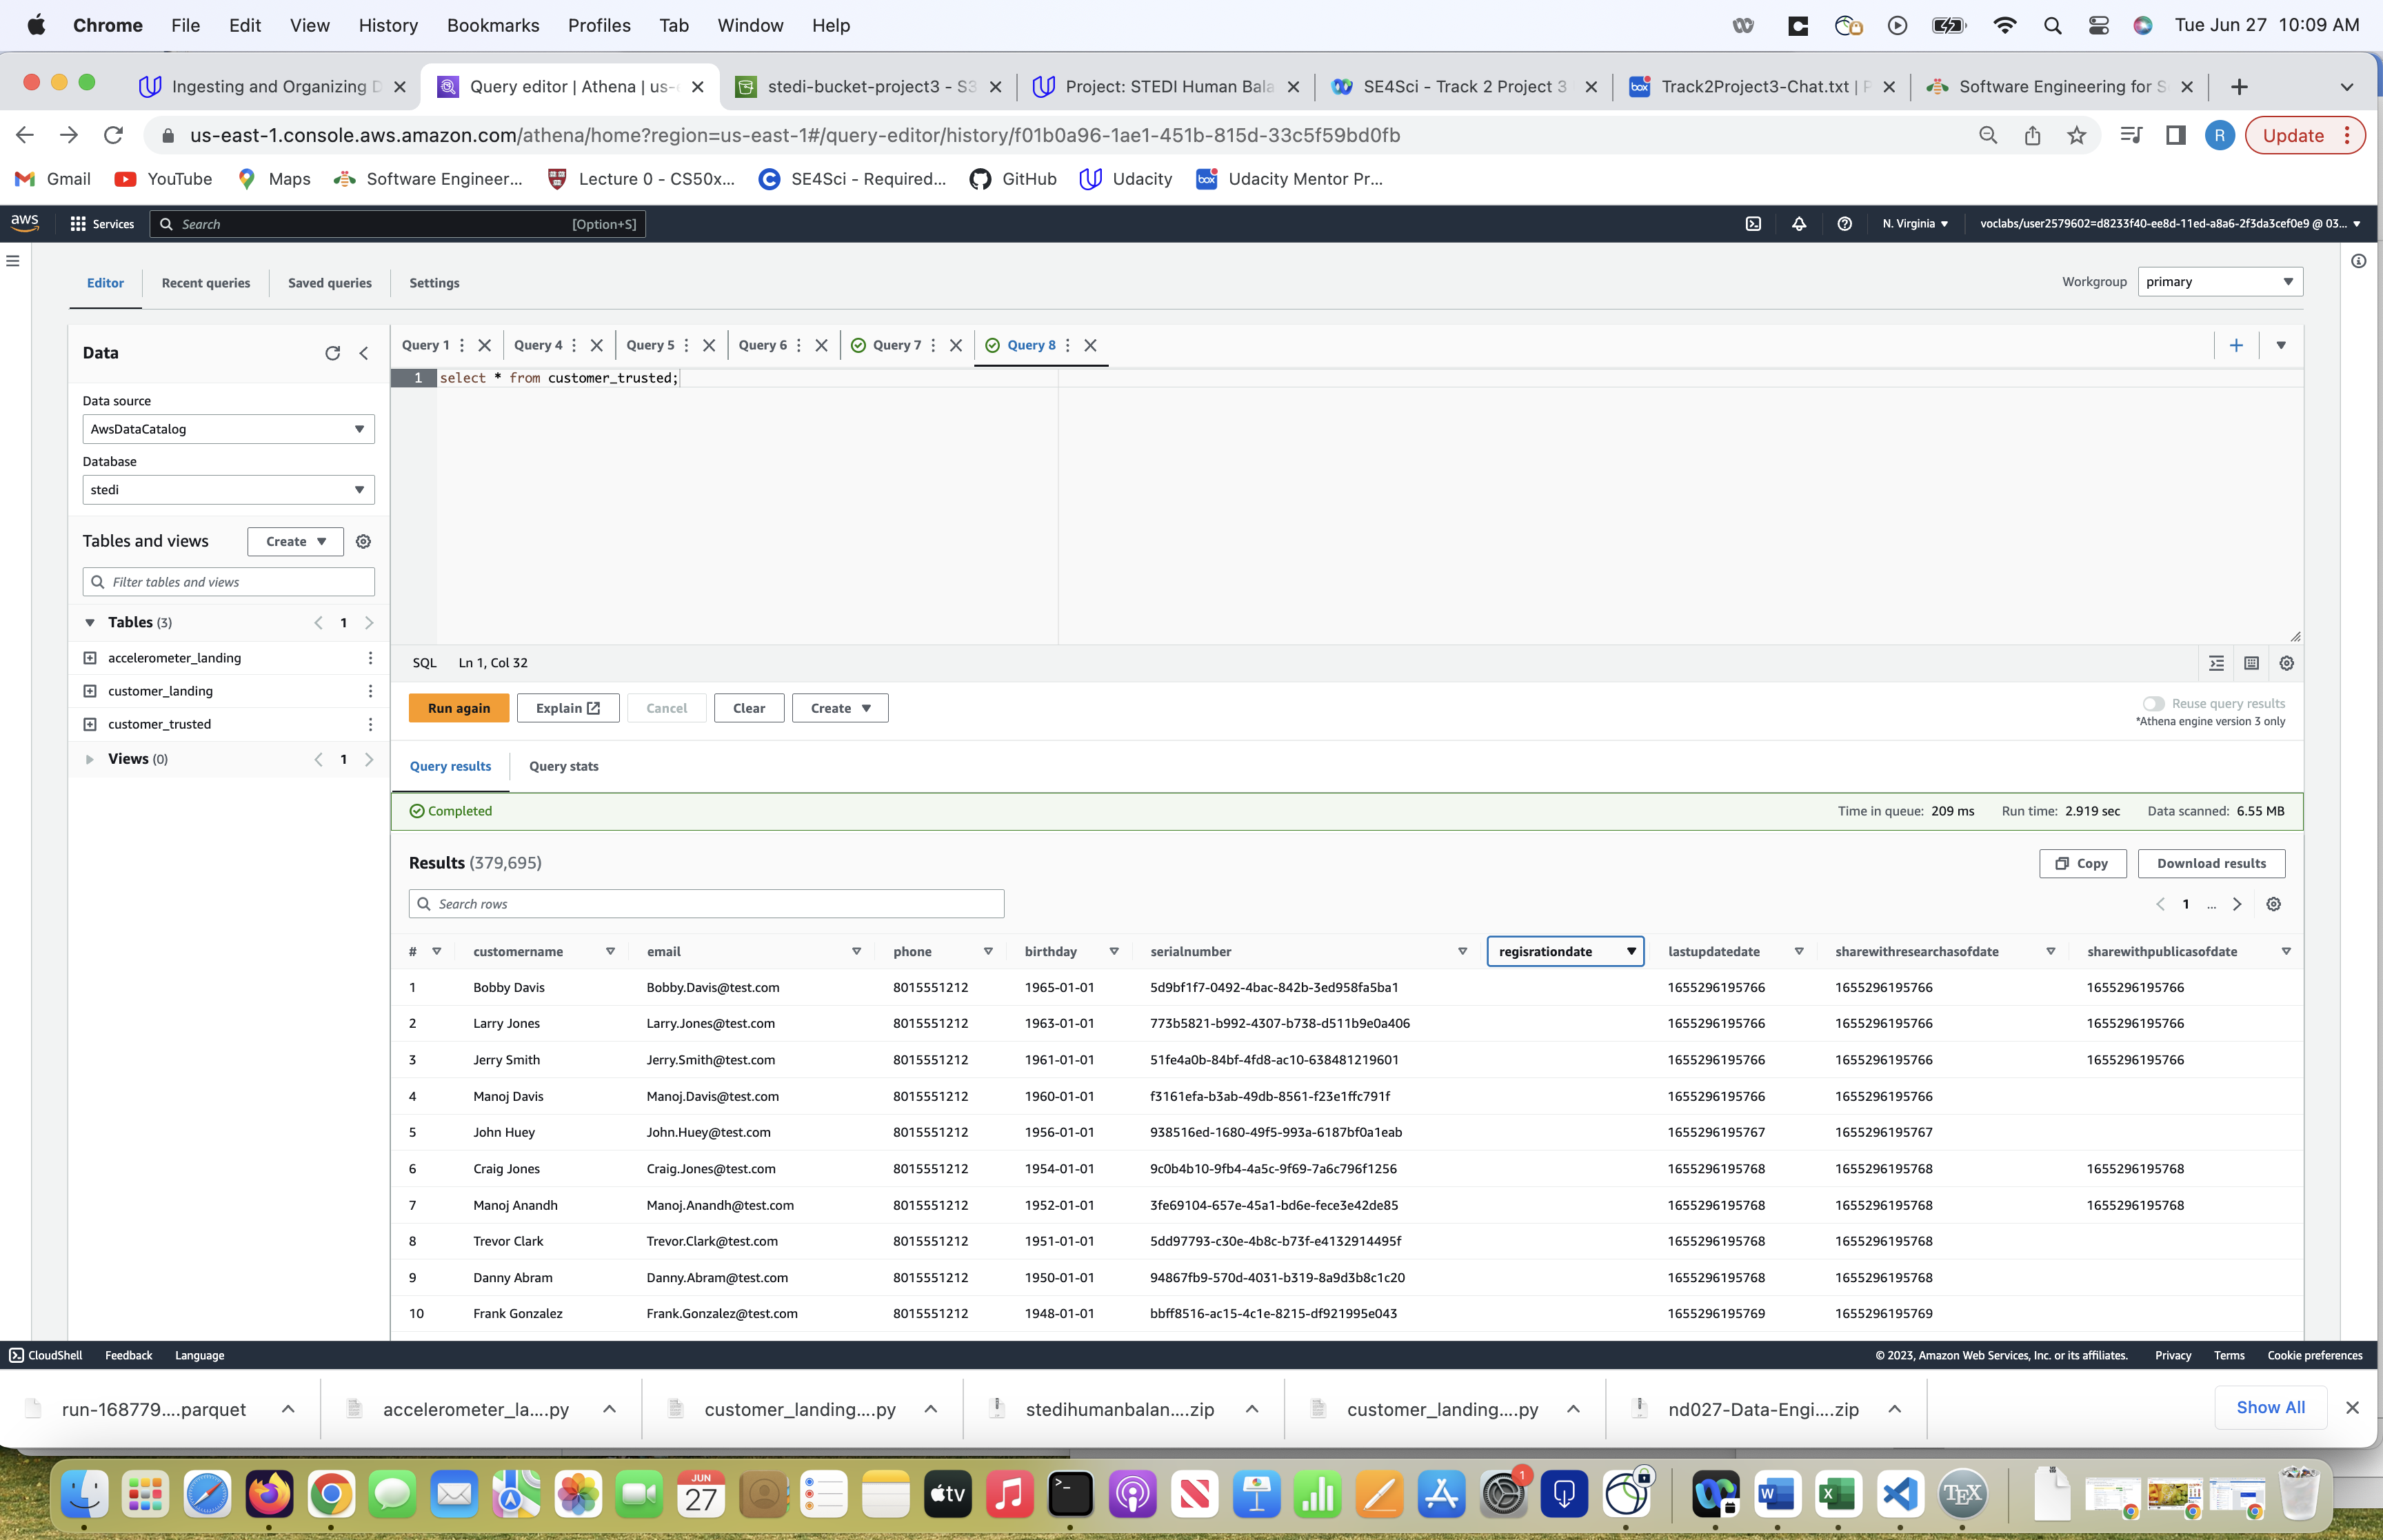 Chrome File Edit View History Bookmarks Profiles Tab Window Help Tue Jun 27 10:09 AM
Ingesting and Organizing D Query editor | Athena | us-e stedi-bucket-project3 - S3 Project: STEDI Human Bala SE4Sci - Track 2 Project 3 Track2Project3-Chat.txt | P Software Engineering for S
us-east-1.console.aws.amazon.com/athena/home?region=us-east-1#/query-editor/history/f01b0a96-1ae1-451b-815d-33c5f59bd0fb R Update
Gmail YouTube Maps Software Engineer... Lecture 0 - CS50x... SE4Sci - Required... GitHub Udacity box Udacity Mentor Pr...
aws Services Search [Option+S] N. Virginia voclabs/user2579602=d8233f40-ee8d-11ed-a8a6-2f3da3cef0e9 @ 03...
Editor Recent queries Saved queries Settings Workgroup primary
Data
Query 1 Query 4 Query 5 Query 6 Query 7 Query 8
1 select * from customer_trusted;
Data source
AwsDataCatalog
Database
stedi
Tables and views Create
Filter tables and views
Tables (3) 1
accelerometer_landing
customer_landing
customer_trusted
Views (0) 1
SQL Ln 1, Col 32
Run again Explain Cancel Clear Create Reuse query results
*Athena engine version 3 only
Query results Query stats
Completed Time in queue: 209 ms Run time: 2.919 sec Data scanned: 6.55 MB
Results (379,695) Copy Download results
Search rows 1 ...
# customername email phone birthday serialnumber regisrationdate lastupdatedate sharewithresearchasofdate sharewithpublicasofdate
1 Bobby Davis Bobby.Davis@test.com 8015551212 1965-01-01 5d9bf1f7-0492-4bac-842b-3ed958fa5ba1 1655296195766 1655296195766 1655296195766
2 Larry Jones Larry.Jones@test.com 8015551212 1963-01-01 773b5821-b992-4307-b738-d511b9e0a406 1655296195766 1655296195766 1655296195766
3 Jerry Smith Jerry.Smith@test.com 8015551212 1961-01-01 51fe4a0b-84bf-4fd8-ac10-638481219601 1655296195766 1655296195766 1655296195766
4 Manoj Davis Manoj.Davis@test.com 8015551212 1960-01-01 f3161efa-b3ab-49db-8561-f23e1ffc791f 1655296195766 1655296195766
5 John Huey John.Huey@test.com 8015551212 1956-01-01 938516ed-1680-49f5-993a-6187bf0a1eab 1655296195767 1655296195767
6 Craig Jones Craig.Jones@test.com 8015551212 1954-01-01 9c0b4b10-9fb4-4a5c-9f69-7a6c796f1256 1655296195768 1655296195768 1655296195768
7 Manoj Anandh Manoj.Anandh@test.com 8015551212 1952-01-01 3fe69104-657e-45a1-bd6e-fece3e42de85 1655296195768 1655296195768 1655296195768
8 Trevor Clark Trevor.Clark@test.com 8015551212 1951-01-01 5dd97793-c30e-4b8c-b73f-e4132914495f 1655296195768 1655296195768
9 Danny Abram Danny.Abram@test.com 8015551212 1950-01-01 94867fb9-570d-4031-b319-8a9d3b8c1c20 1655296195768 1655296195768
10 Frank Gonzalez Frank.Gonzalez@test.com 8015551212 1948-01-01 bbff8516-ac15-4c1e-8215-df921995e043 1655296195769 1655296195769
CloudShell Feedback Language © 2023, Amazon Web Services, Inc. or its affiliates. Privacy Terms Cookie preferences
run-168779....parquet accelerometer_la....py customer_landing....py stedihumanbalan....zip customer_landing....py nd027-Data-Engi....zip Show All
JUN 27 tv 1 W X TEX